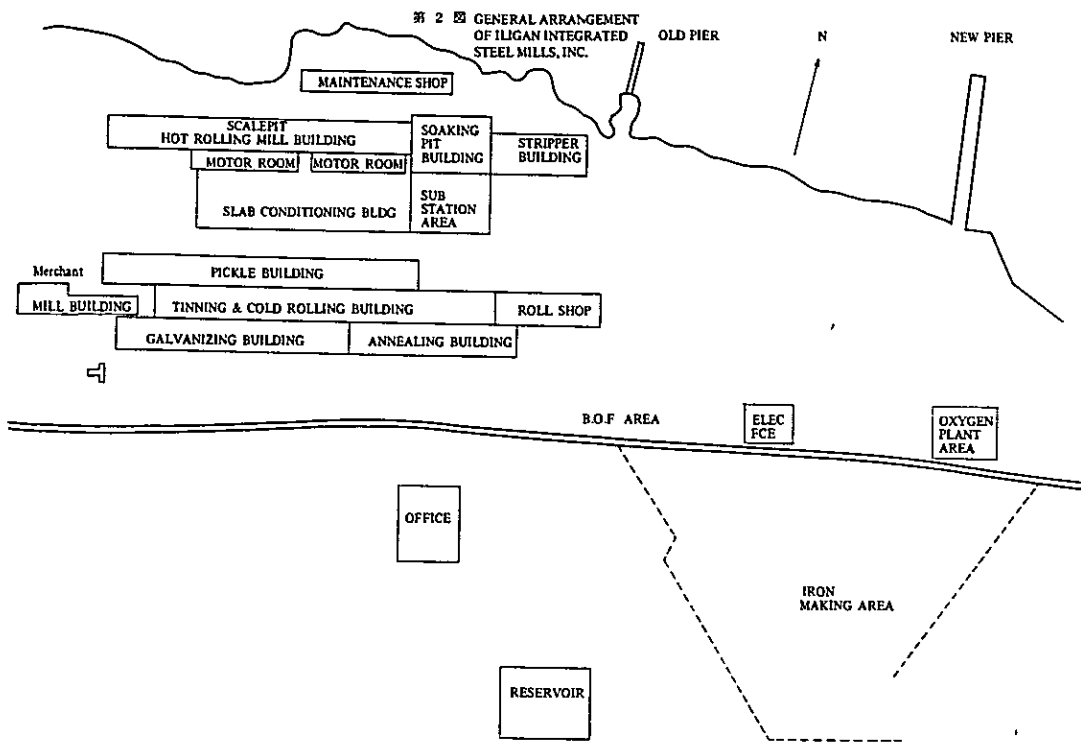 第 2 図 GENERAL ARRANGEMENT
OF ILIGAN INTEGRATED
STEEL MILLS, INC.
OLD PIER
N
NEW PIER
MAINTENANCE SHOP
SCALEPIT
HOT ROLLING MILL BUILDING
SOAKING
PIT
BUILDING
STRIPPER
BUILDING
MOTOR ROOM
MOTOR ROOM
SLAB CONDITIONING BLDG
SUB
STATION
AREA
PICKLE BUILDING
Merchant
MILL BUILDING
TINNING & COLD ROLLING BUILDING
ROLL SHOP
GALVANIZING BUILDING
ANNEALING BUILDING
B.O.F AREA
ELEC
FCE
OXYGEN
PLANT
AREA
OFFICE
IRON
MAKING AREA
RESERVOIR